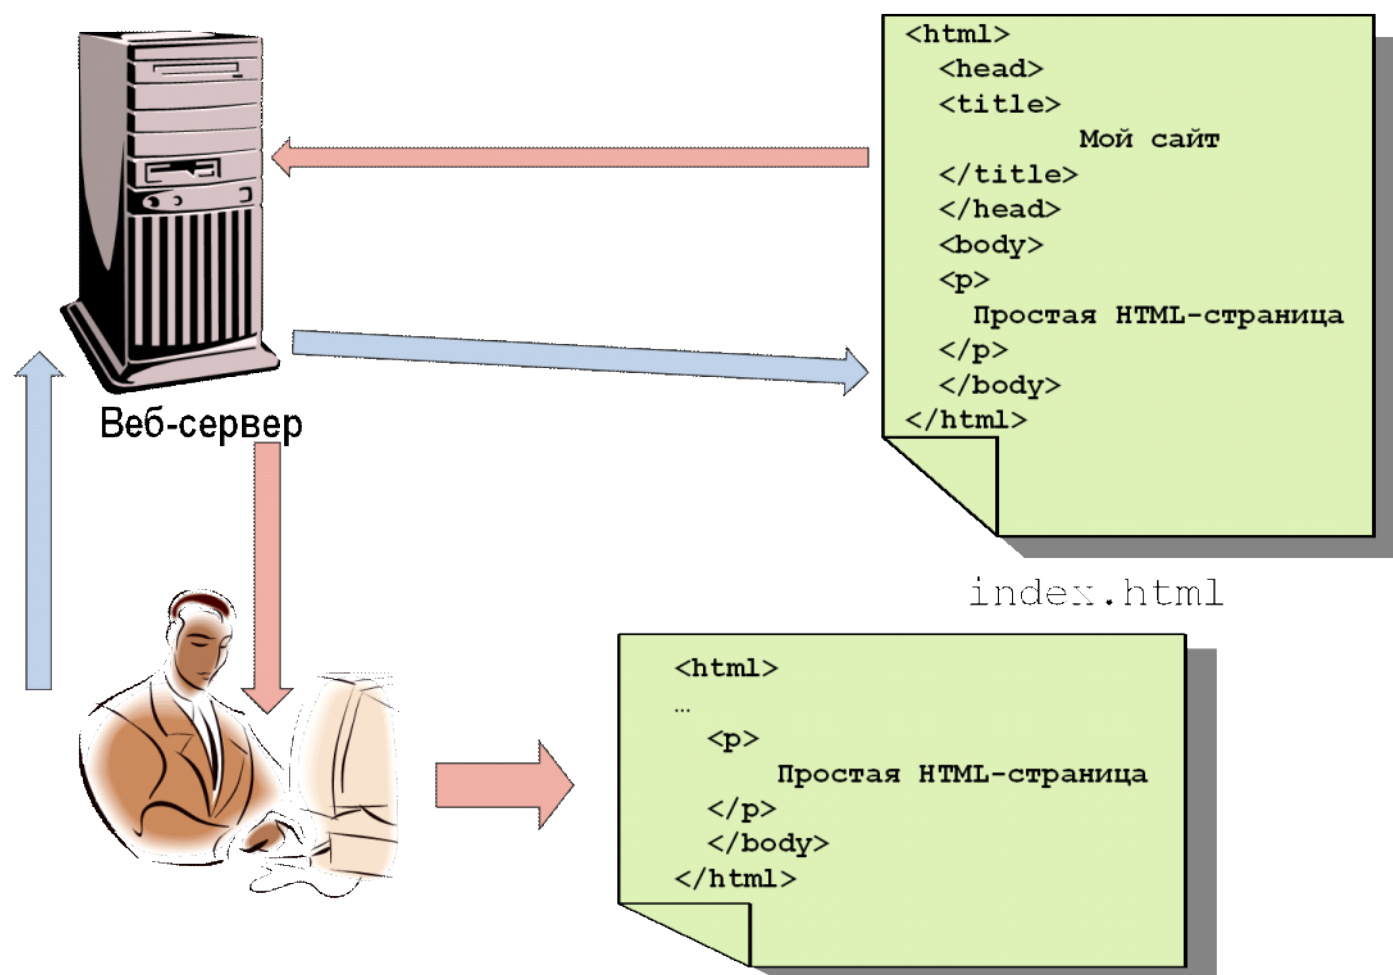 <html>
<head>
<title>
Мой сайт
</title>
</head>
<body>
<p>
Простая HTML-страница
</p>
</body>
</html>
Веб-сервер
index.html
<html>
…
<p>
Простая HTML-страница
</p>
</body>
</html>